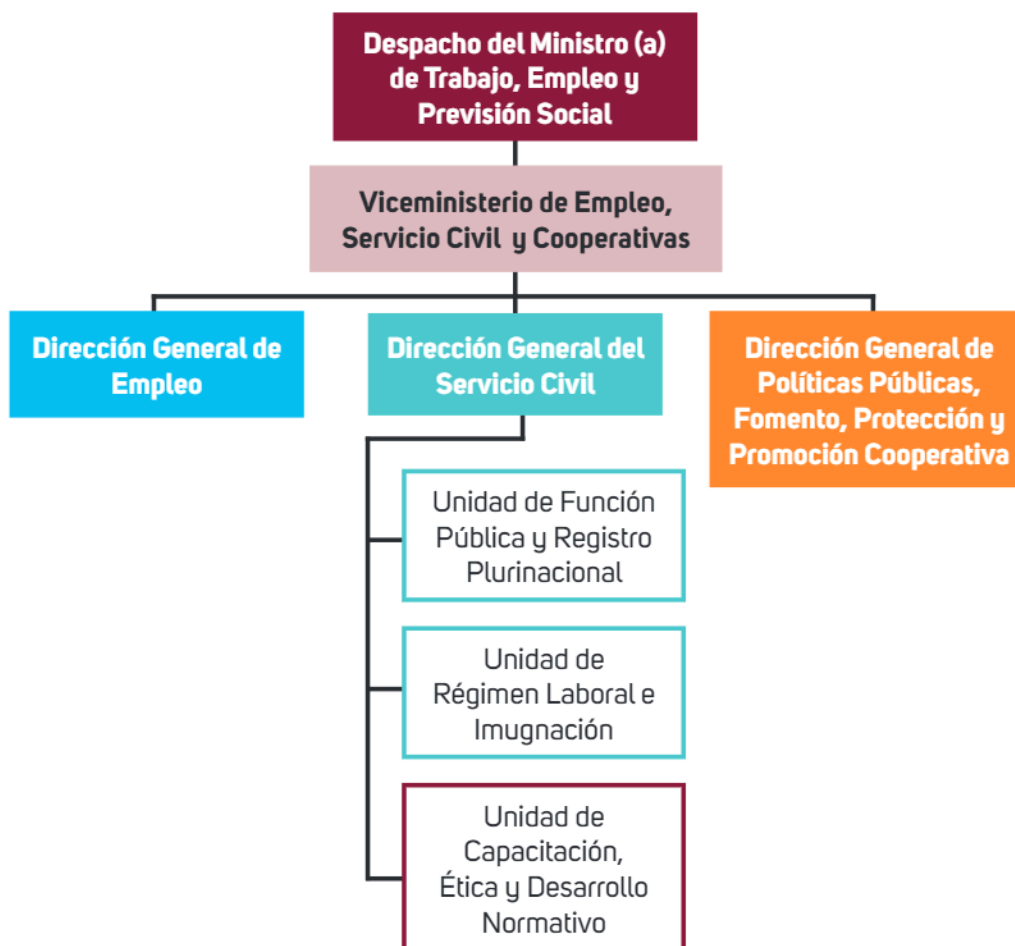 Despacho del Ministro (a)
de Trabajo, Empleo y
Previsión Social
Viceministerio de Empleo,
Servicio Civil y Cooperativas
Dirección General de
Empleo
Dirección General del
Servicio Civil
Dirección General de
Políticas Públicas,
Fomento, Protección y
Promoción Cooperativa
Unidad de Función
Pública y Registro
Plurinacional
Unidad de
Régimen Laboral e
Imugnación
Unidad de
Capacitación,
Ética y Desarrollo
Normativo